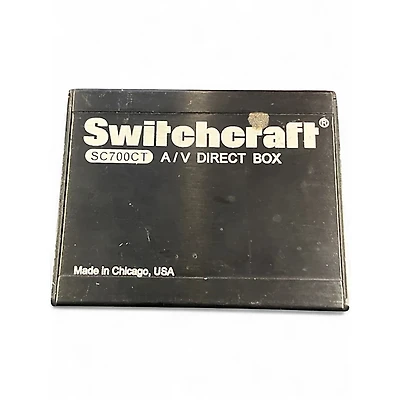 Switchcraft®
SC700CT A/V DIRECT BOX
Made in Chicago, USA